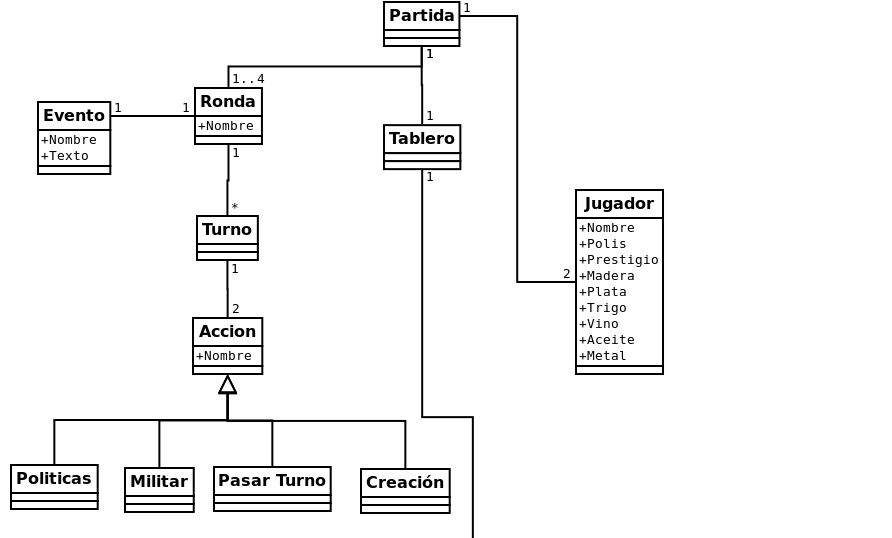 Partida
1
1
1..4
Ronda
+Nombre
1
1
Evento
+Nombre
+Texto
1
Tablero
1
1
*
Turno
1
2
Accion
+Nombre
Jugador
+Nombre
+Polis
+Prestigio
+Madera
+Plata
+Trigo
+Vino
+Aceite
+Metal
2
Politicas
Militar
Pasar Turno
Creación